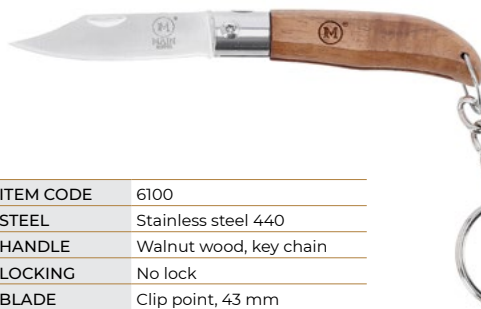 M
MAIN
M
ITEM CODE 6100
STEEL Stainless steel 440
HANDLE Walnut wood, key chain
LOCKING No lock
BLADE Clip point, 43 mm